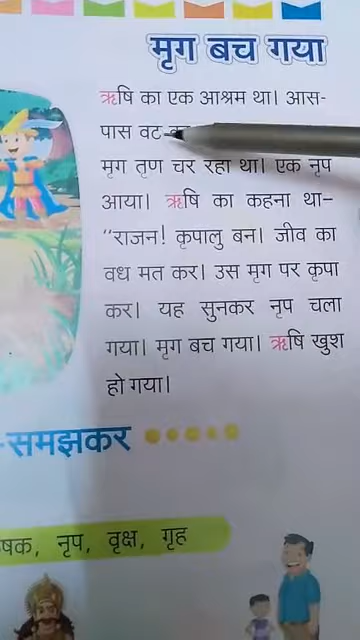 मृग बच गया
ऋषि का एक आश्रम था। आस-
पास वट
मृग तृण चर रहा था। एक नृप
आया। ऋषि का कहना था–
“राजन! कृपालु बन। जीव का
वध मत कर। उस मृग पर कृपा
कर। यह सुनकर नृप चला
गया। मृग बच गया। ऋषि खुश
हो गया।
-समझकर
षक, नृप, वृक्ष, गृह